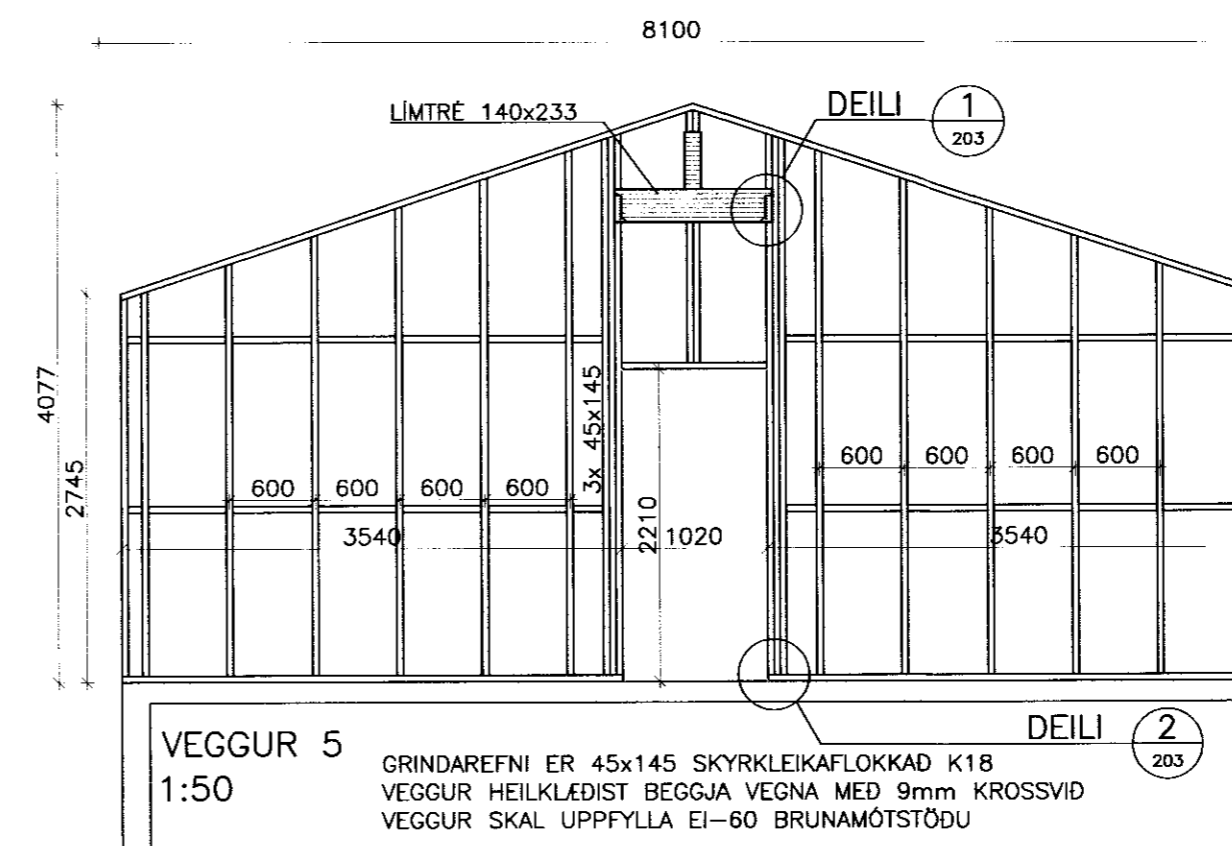 8100
LÍMTRÉ 140x233
DEILI 1
203
4077
2745
3x 45x145
600 600 600 600
600 600 600 600
3540
2210
1020
3540
DEILI 2
203
VEGGUR 5
1:50
GRINDAREFNI ER 45x145 SKYRKLEIKAFLOKKAÐ K18
VEGGUR HEILKLÆÐIST BEGGJA VEGNA MEÐ 9mm KROSSVIÐ
VEGGUR SKAL UPPFYLLA EI-60 BRUNAMÓTSTÖÐU